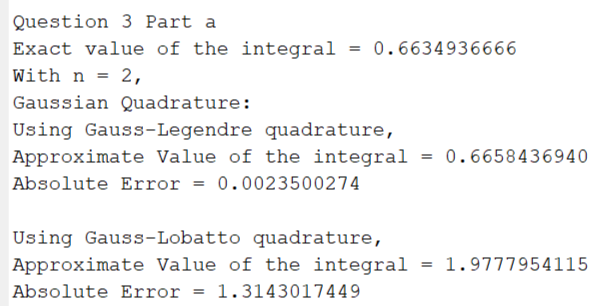 Question 3 Part a
Exact value of the integral = 0.6634936666
With n = 2,
Gaussian Quadrature:
Using Gauss-Legendre quadrature,
Approximate Value of the integral = 0.6658436940
Absolute Error = 0.0023500274
Using Gauss-Lobatto quadrature,
Approximate Value of the integral = 1.9777954115
Absolute Error = 1.3143017449